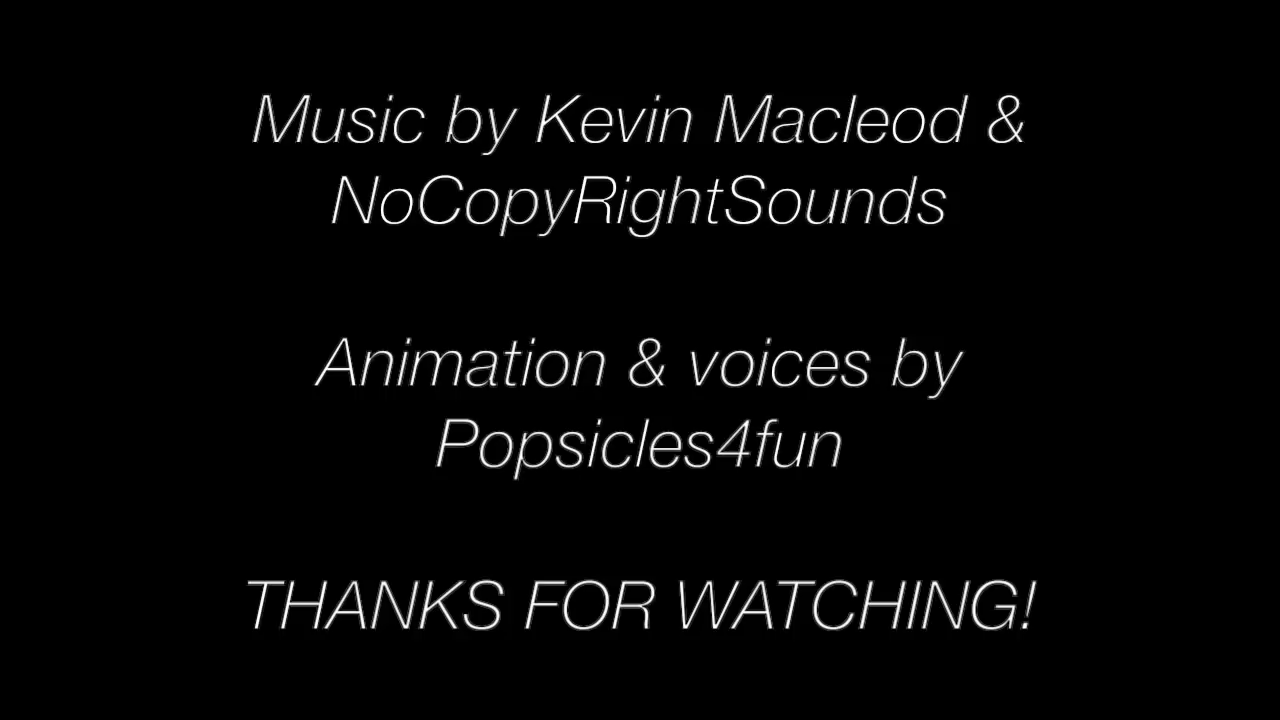 Music by Kevin Macleod &
NoCopyRightSounds
Animation & voices by
Popsicles4fun
THANKS FOR WATCHING!